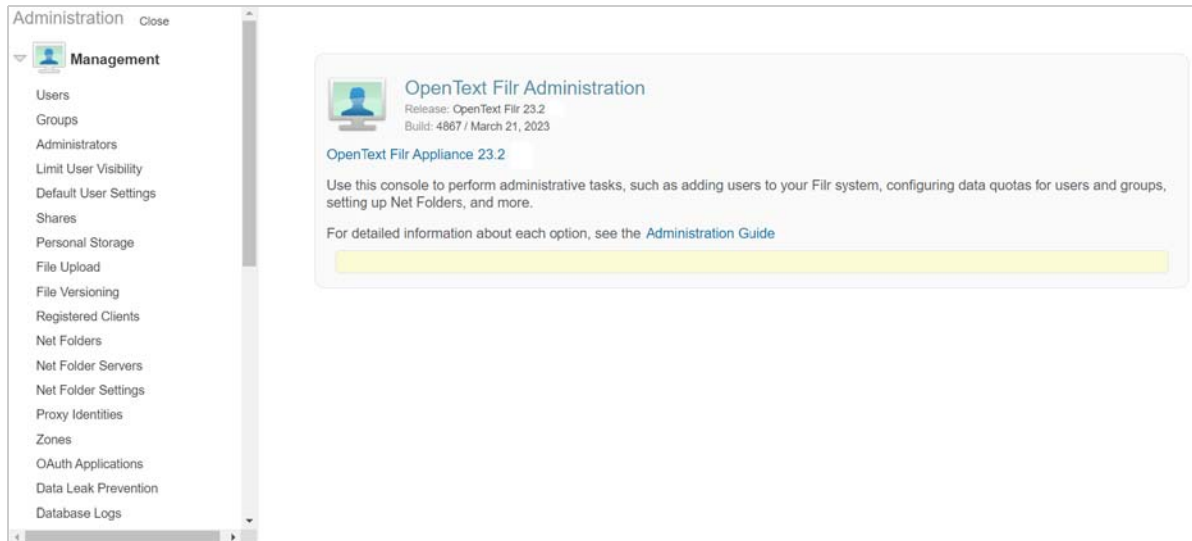 Administration Close
Management
Users
Groups
Administrators
Limit User Visibility
Default User Settings
Shares
Personal Storage
File Upload
File Versioning
Registered Clients
Net Folders
Net Folder Servers
Net Folder Settings
Proxy Identities
Zones
OAuth Applications
Data Leak Prevention
Database Logs
OpenText Filr Administration
Release: OpenText Filr 23.2
Build: 4867 / March 21, 2023
OpenText Filr Appliance 23.2
Use this console to perform administrative tasks, such as adding users to your Filr system, configuring data quotas for users and groups,
setting up Net Folders, and more.
For detailed information about each option, see the Administration Guide